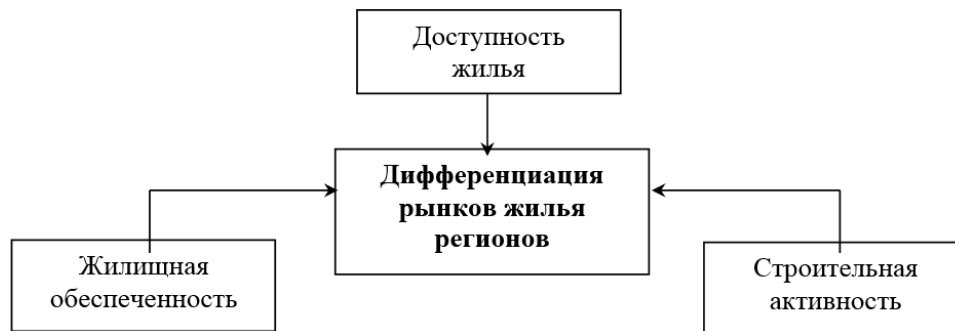 Доступность
жилья
Дифференциация
рынков жилья
регионов
Жилищная
обеспеченность
Строительная
активность